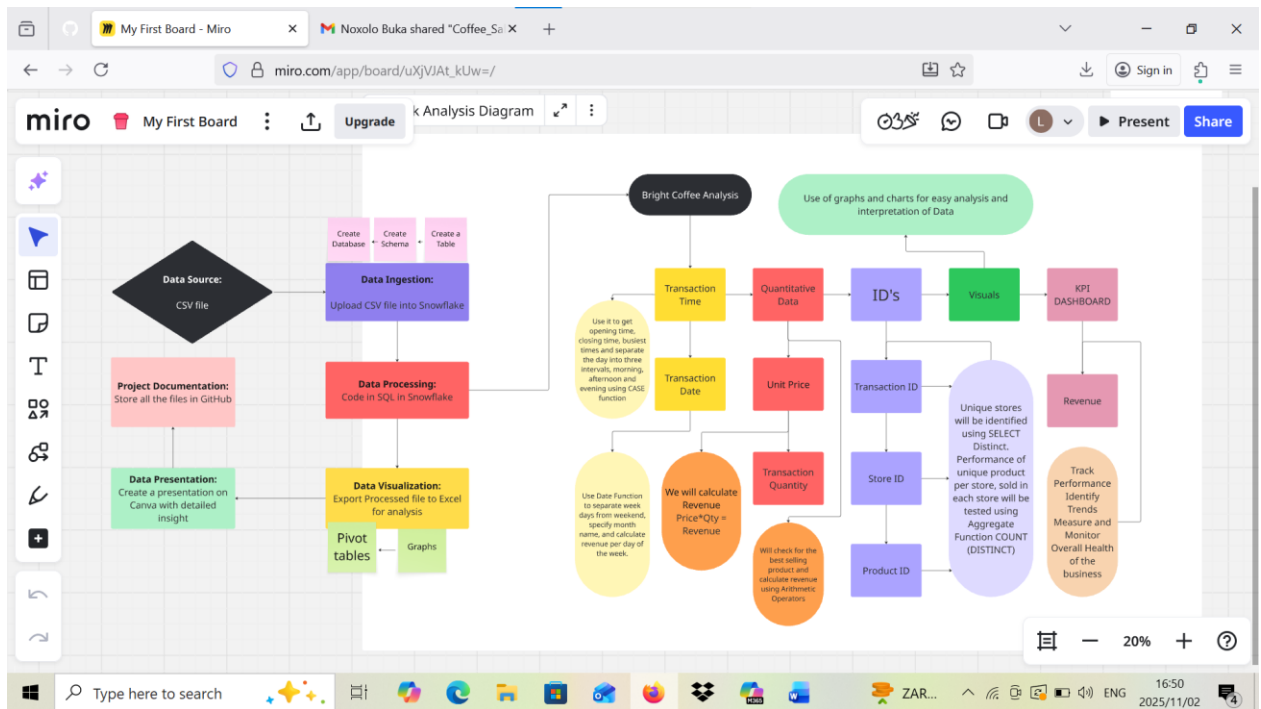 My First Board - Miro
Noxolo Buka shared "Coffee_Sa
miro.com/app/board/uXjVJAt_kUw=/
Sign in
miro
My First Board
Upgrade
k Analysis Diagram
L
Present
Share
Bright Coffee Analysis
Use of graphs and charts for easy analysis and
interpretation of Data
Create
Database
Create
Schema
Create a
Table
Data Source:
CSV file
Data Ingestion:
Upload CSV file into Snowflake
Project Documentation:
Store all the files in GitHub
Data Processing:
Code in SQL in Snowflake
Data Presentation:
Create a presentation on
Canva with detailed
insight
Data Visualization:
Export Processed file to Excel
for analysis
Pivot
tables
Graphs
Transaction
Time
Quantitative
Data
ID's
Visuals
KPI
DASHBOARD
Use it to get
opening time,
closing time, busiest
times and separate
the day into three
intervals, morning,
afternoon and
evening using CASE
function
Transaction
Date
Unit Price
Transaction ID
Revenue
Unique stores
will be identified
using SELECT
Distinct.
Performance of
unique product
per store, sold in
each store will be
tested using
Aggregate
Function COUNT
(DISTINCT)
Use Date Function
to separate week
days from weekend,
specify month
name, and calculate
revenue per day of
the week.
We will calculate
Revenue
Price*Qty =
Revenue
Transaction
Quantity
Store ID
Track
Performance
Identify
Trends
Measure and
Monitor
Overall Health
of the
business
Will check for the
best selling
product and
calculate revenue
using Arithmetic
Operators
Product ID
20%
Type here to search
M365
ZAR...
ENG
16:50
2025/11/02
4